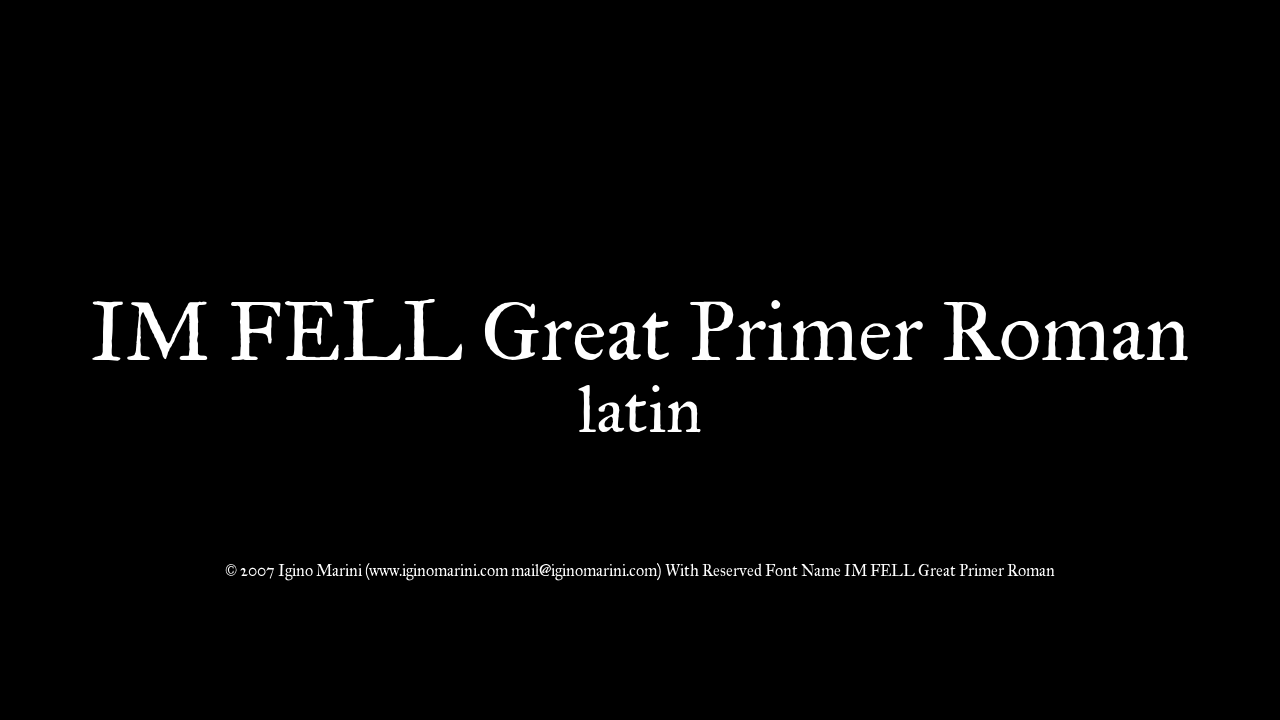 IM FELL Great Primer Roman
latin
© 2007 Igino Marini (www.iginomarini.com mail@iginomarini.com) With Reserved Font Name IM FELL Great Primer Roman